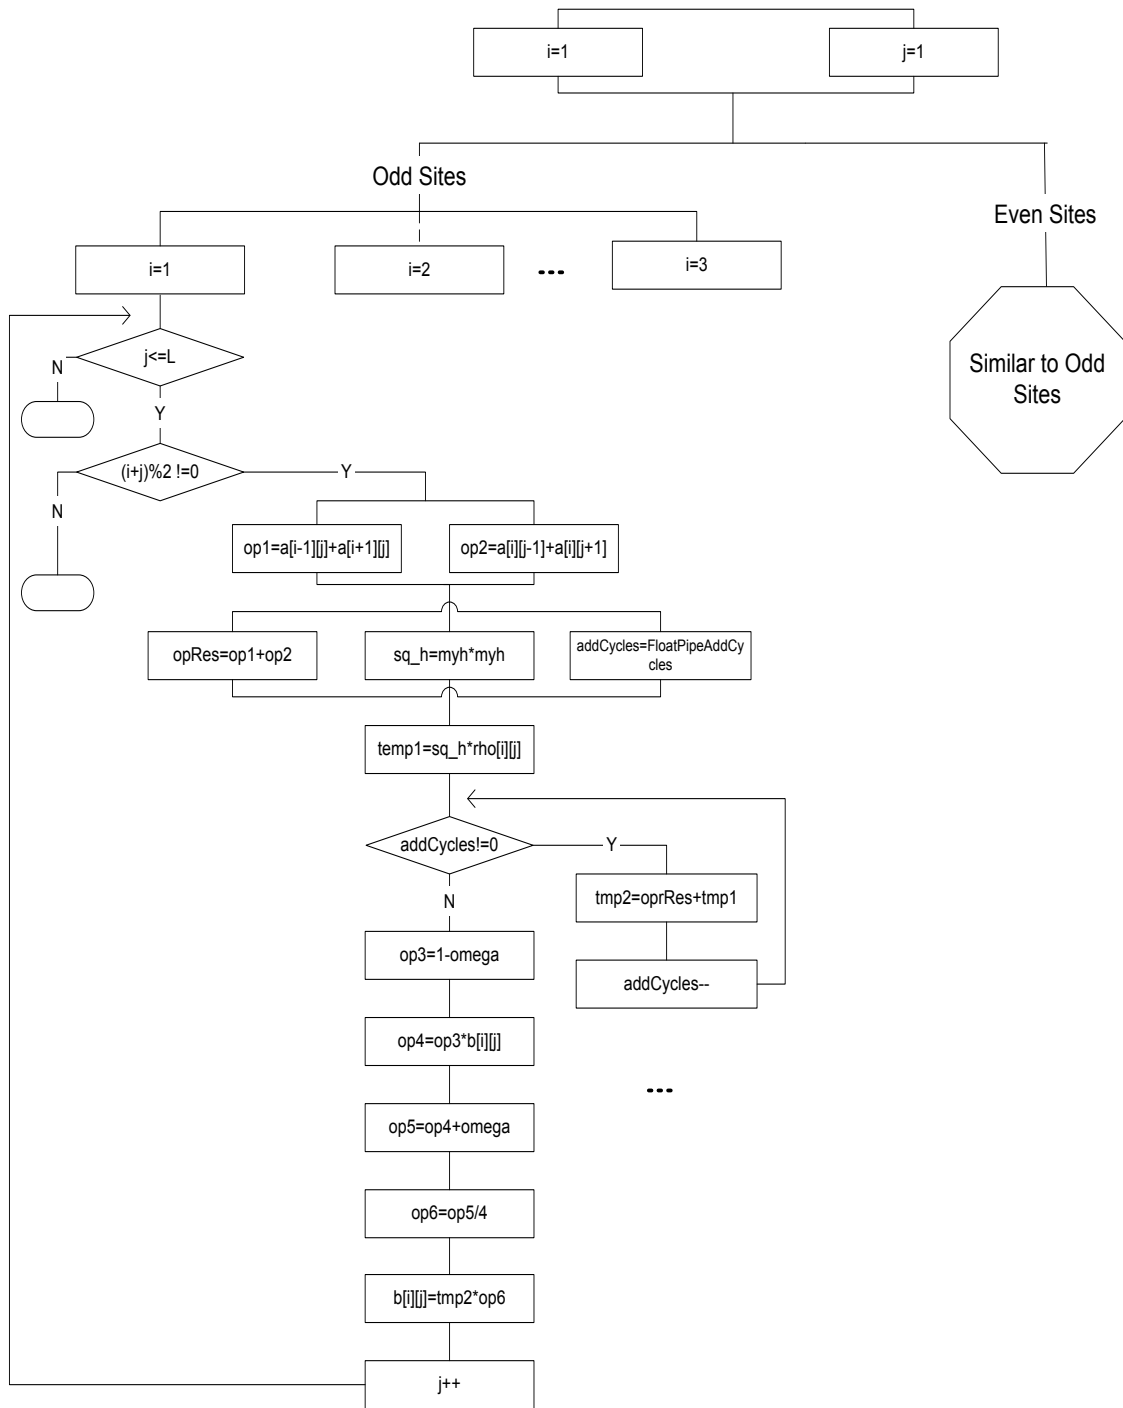 i=1
j=1
Odd Sites
Even Sites
i=1
i=2
...
i=3
j<=L
N
Y
Similar to Odd
Sites
(i+j)%2 !=0
Y
N
op1=a[i-1][j]+a[i+1][j]
op2=a[i][j-1]+a[i][j+1]
opRes=op1+op2
sq_h=myh*myh
addCycles=FloatPipeAddCy
cles
temp1=sq_h*rho[i][j]
addCycles!=0
Y
N
tmp2=oprRes+tmp1
op3=1-omega
addCycles--
op4=op3*b[i][j]
...
op5=op4+omega
op6=op5/4
b[i][j]=tmp2*op6
j++